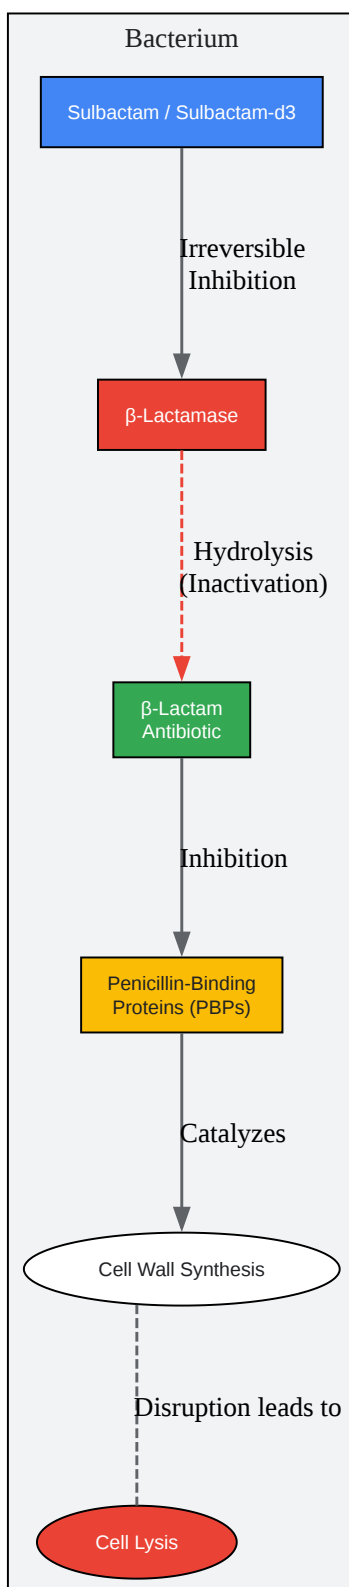 Bacterium
Sulbactam / Sulbactam-d3
Irreversible
Inhibition
β-Lactamase
Hydrolysis
(Inactivation)
β-Lactam
Antibiotic
Inhibition
Penicillin-Binding
Proteins (PBPs)
Catalyzes
Cell Wall Synthesis
Disruption leads to
Cell Lysis